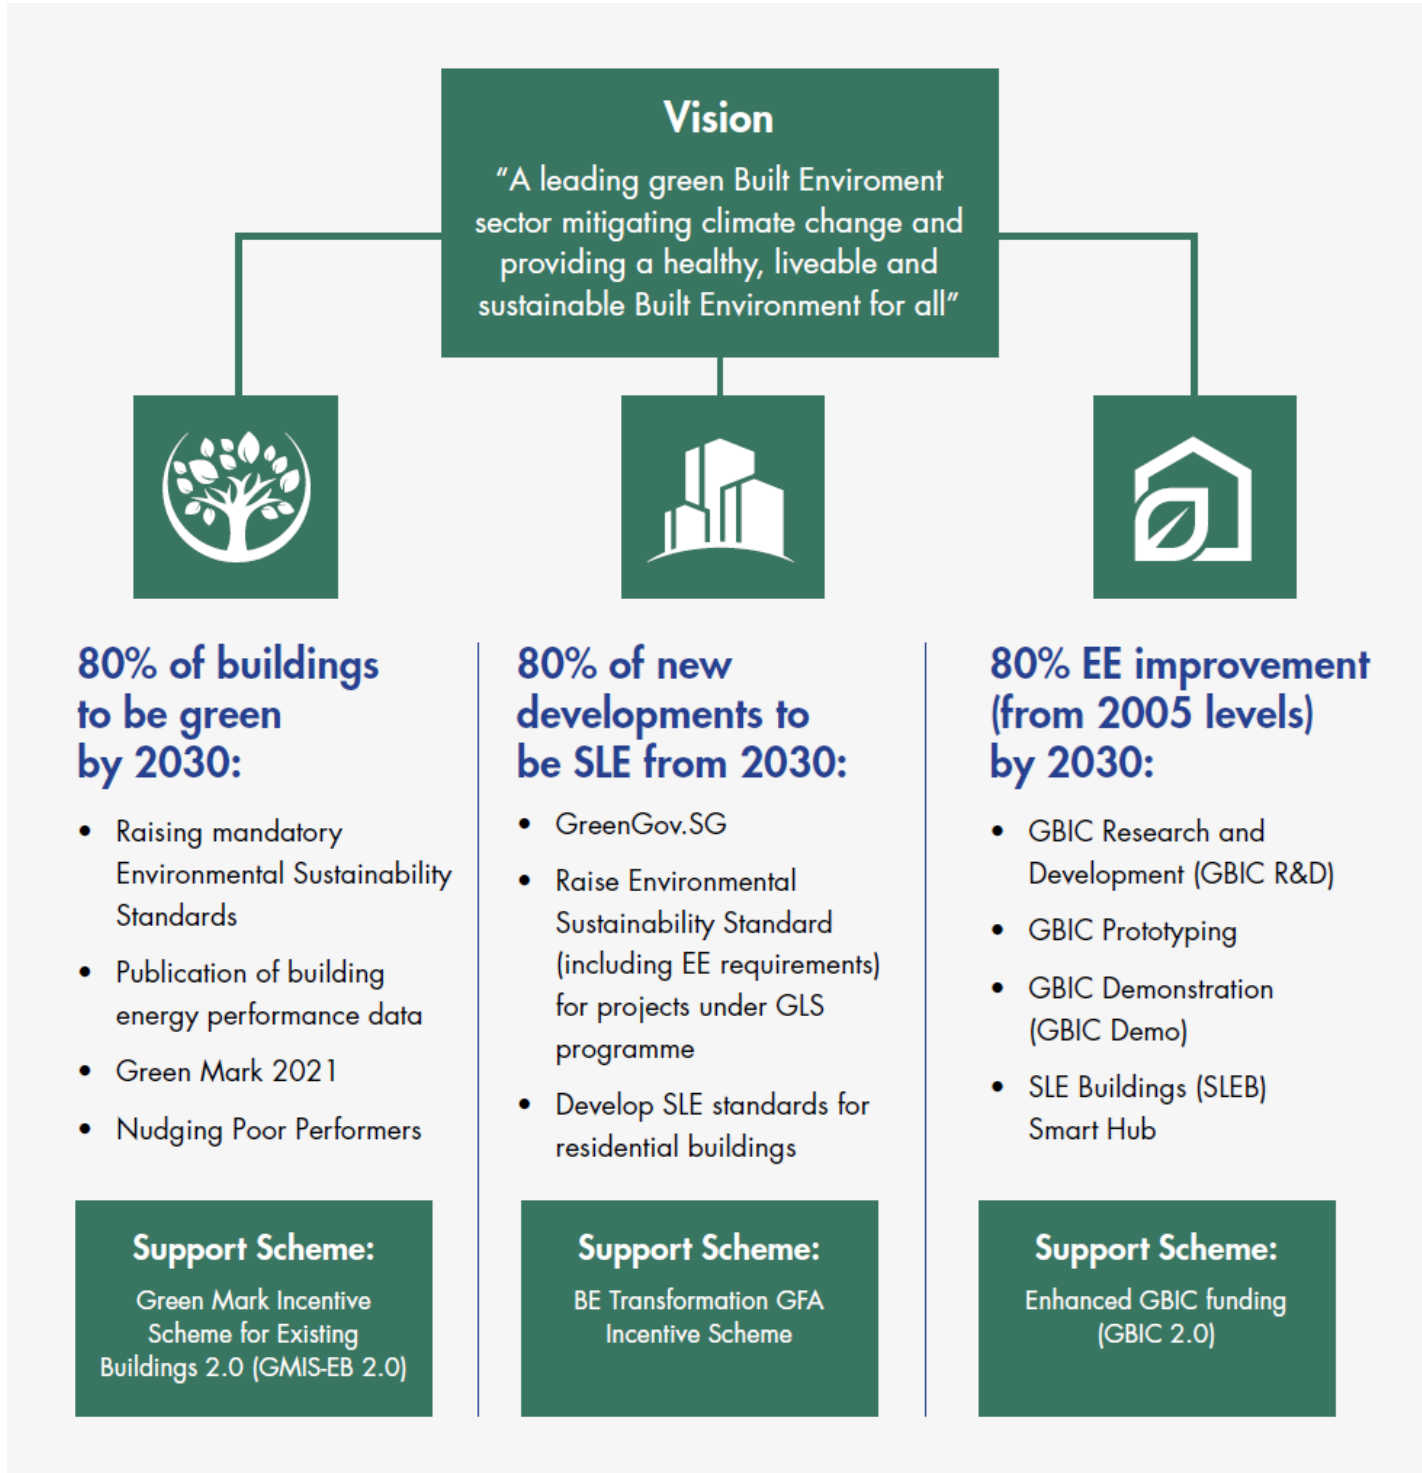 Vision
“A leading green Built Enviroment
sector mitigating climate change and
providing a healthy, liveable and
sustainable Built Environment for all”
80% of buildings
to be green
by 2030:
• Raising mandatory
Environmental Sustainability
Standards
• Publication of building
energy performance data
• Green Mark 2021
• Nudging Poor Performers
Support Scheme:
Green Mark Incentive
Scheme for Existing
Buildings 2.0 (GMIS-EB 2.0)
80% of new
developments to
be SLE from 2030:
• GreenGov.SG
• Raise Environmental
Sustainability Standard
(including EE requirements)
for projects under GLS
programme
• Develop SLE standards for
residential buildings
Support Scheme:
BE Transformation GFA
Incentive Scheme
80% EE improvement
(from 2005 levels)
by 2030:
• GBIC Research and
Development (GBIC R&D)
• GBIC Prototyping
• GBIC Demonstration
(GBIC Demo)
• SLE Buildings (SLEB)
Smart Hub
Support Scheme:
Enhanced GBIC funding
(GBIC 2.0)